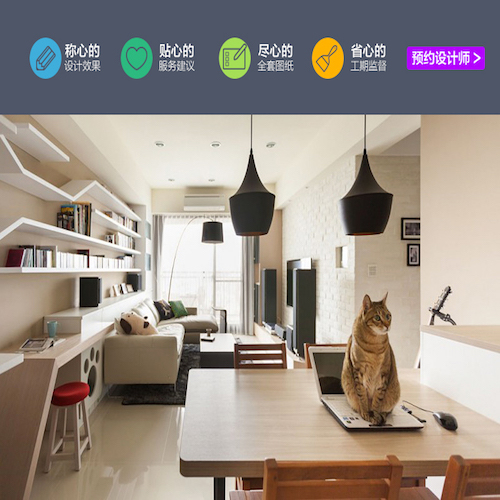 称心的
设计效果
贴心的
服务建议
尽心的
全套图纸
省心的
工期监督
预约设计师 >